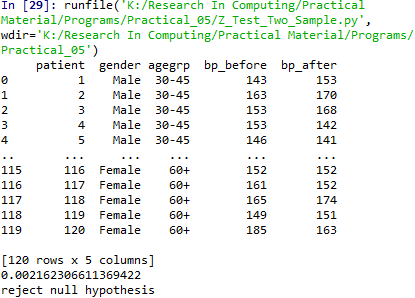 In [29]: runfile('K:/Research In Computing/Practical
Material/Programs/Practical_05/Z_Test_Two_Sample.py',
wdir='K:/Research In Computing/Practical Material/Programs/
Practical_05')
patient gender agegrp bp_before bp_after
0 1 Male 30-45 143 153
1 2 Male 30-45 163 170
2 3 Male 30-45 153 168
3 4 Male 30-45 153 142
4 5 Male 30-45 146 141
.. ... ... ... ... ...
115 116 Female 60+ 152 152
116 117 Female 60+ 161 152
117 118 Female 60+ 165 174
118 119 Female 60+ 149 151
119 120 Female 60+ 185 163
[120 rows x 5 columns]
0.002162306611369422
reject null hypothesis